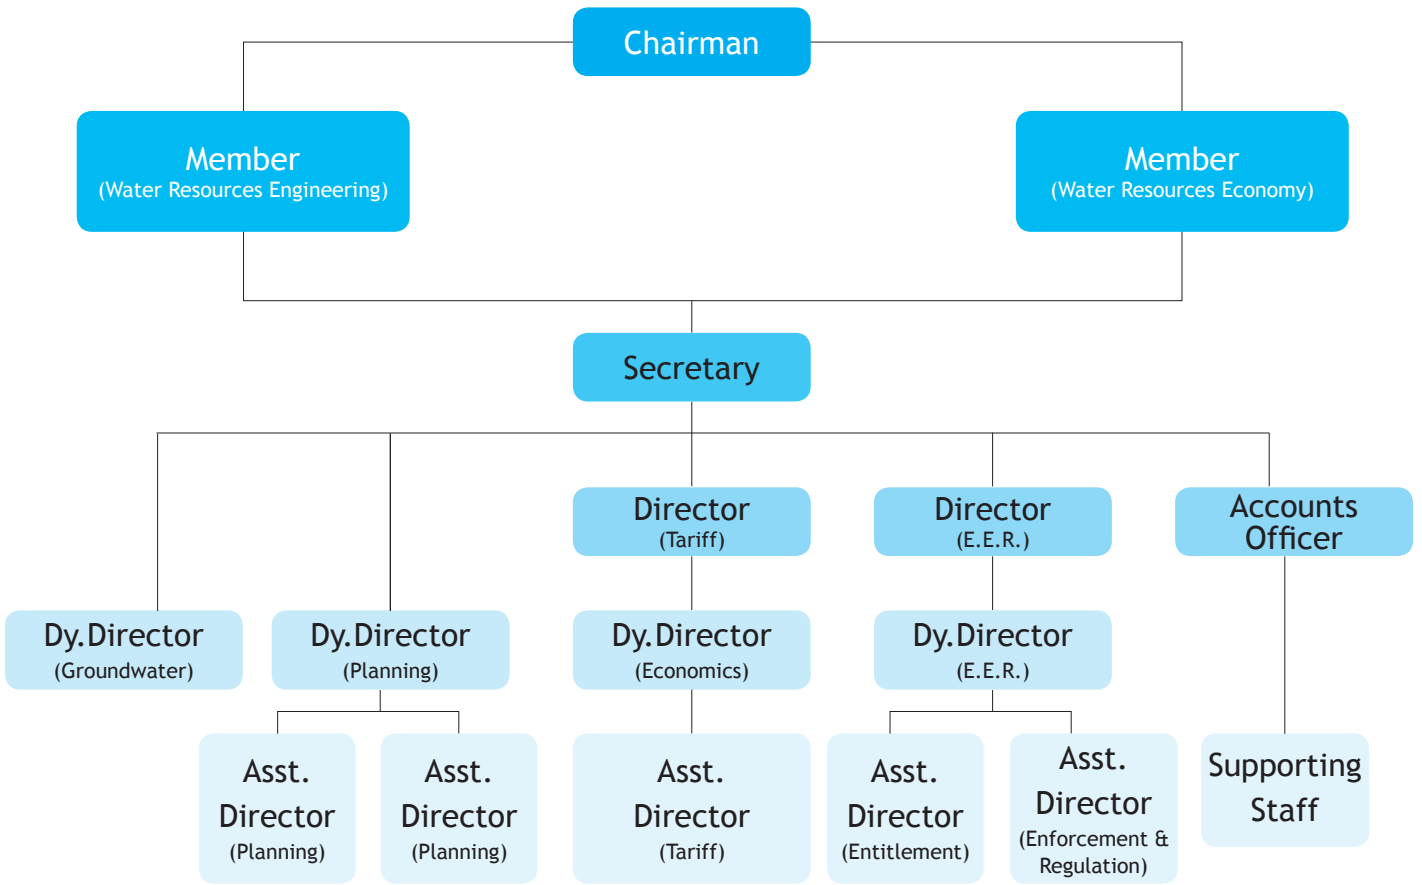 Chairman
Member
(Water Resources Engineering)
Member
(Water Resources Economy)
Secretary
Director
(Tariff)
Director
(E.E.R.)
Accounts
Officer
Dy.Director
(Groundwater)
Dy.Director
(Planning)
Dy.Director
(Economics)
Dy.Director
(E.E.R.)
Asst.
Director
(Planning)
Asst.
Director
(Planning)
Asst.
Director
(Tariff)
Asst.
Director
(Entitlement)
Asst.
Director
(Enforcement &
Regulation)
Supporting
Staff